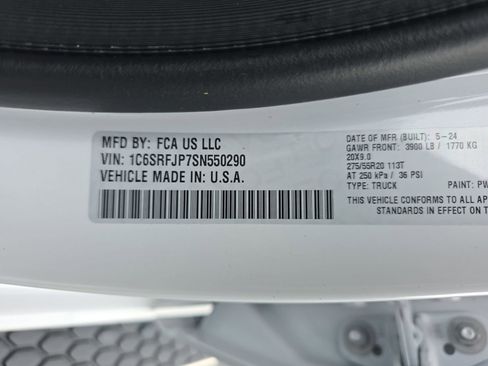 MFD BY: FCA US LLC
VIN: 1C6SRFJP7SN550290
VEHICLE MADE IN: U.S.A.
DATE OF MFR (BUILT): 5-24
GAWR FRONT: 3900 LB / 1770 KG
20X9.0
275/55R20 113T
AT 250 kPa / 36 PSI
TYPE: TRUCK PAINT: PW
THIS VEHICLE CONFORMS TO ALL AP
STANDARDS IN EFFECT ON T